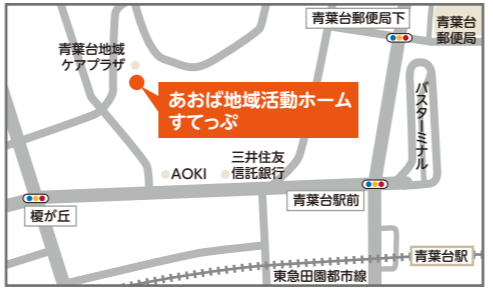 青葉台郵便局下
青葉台
郵便局
青葉台地域
ケアプラザ
あおば地域活動ホーム
すてっぷ
バスターミナル
三井住友
信託銀行
AOKI
青葉台駅前
榎が丘
青葉台駅
東急田園都市線